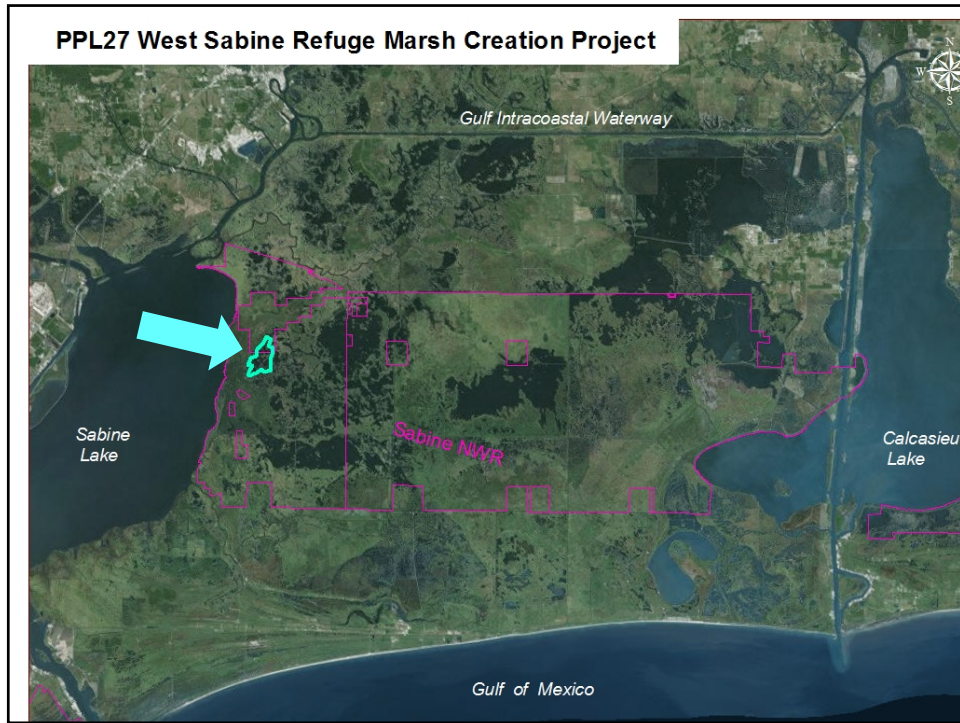 PPL27 West Sabine Refuge Marsh Creation Project
N
W
S
Gulf Intracoastal Waterway
Sabine NWR
Sabine
Lake
Calcasieu
Lake
Gulf of Mexico